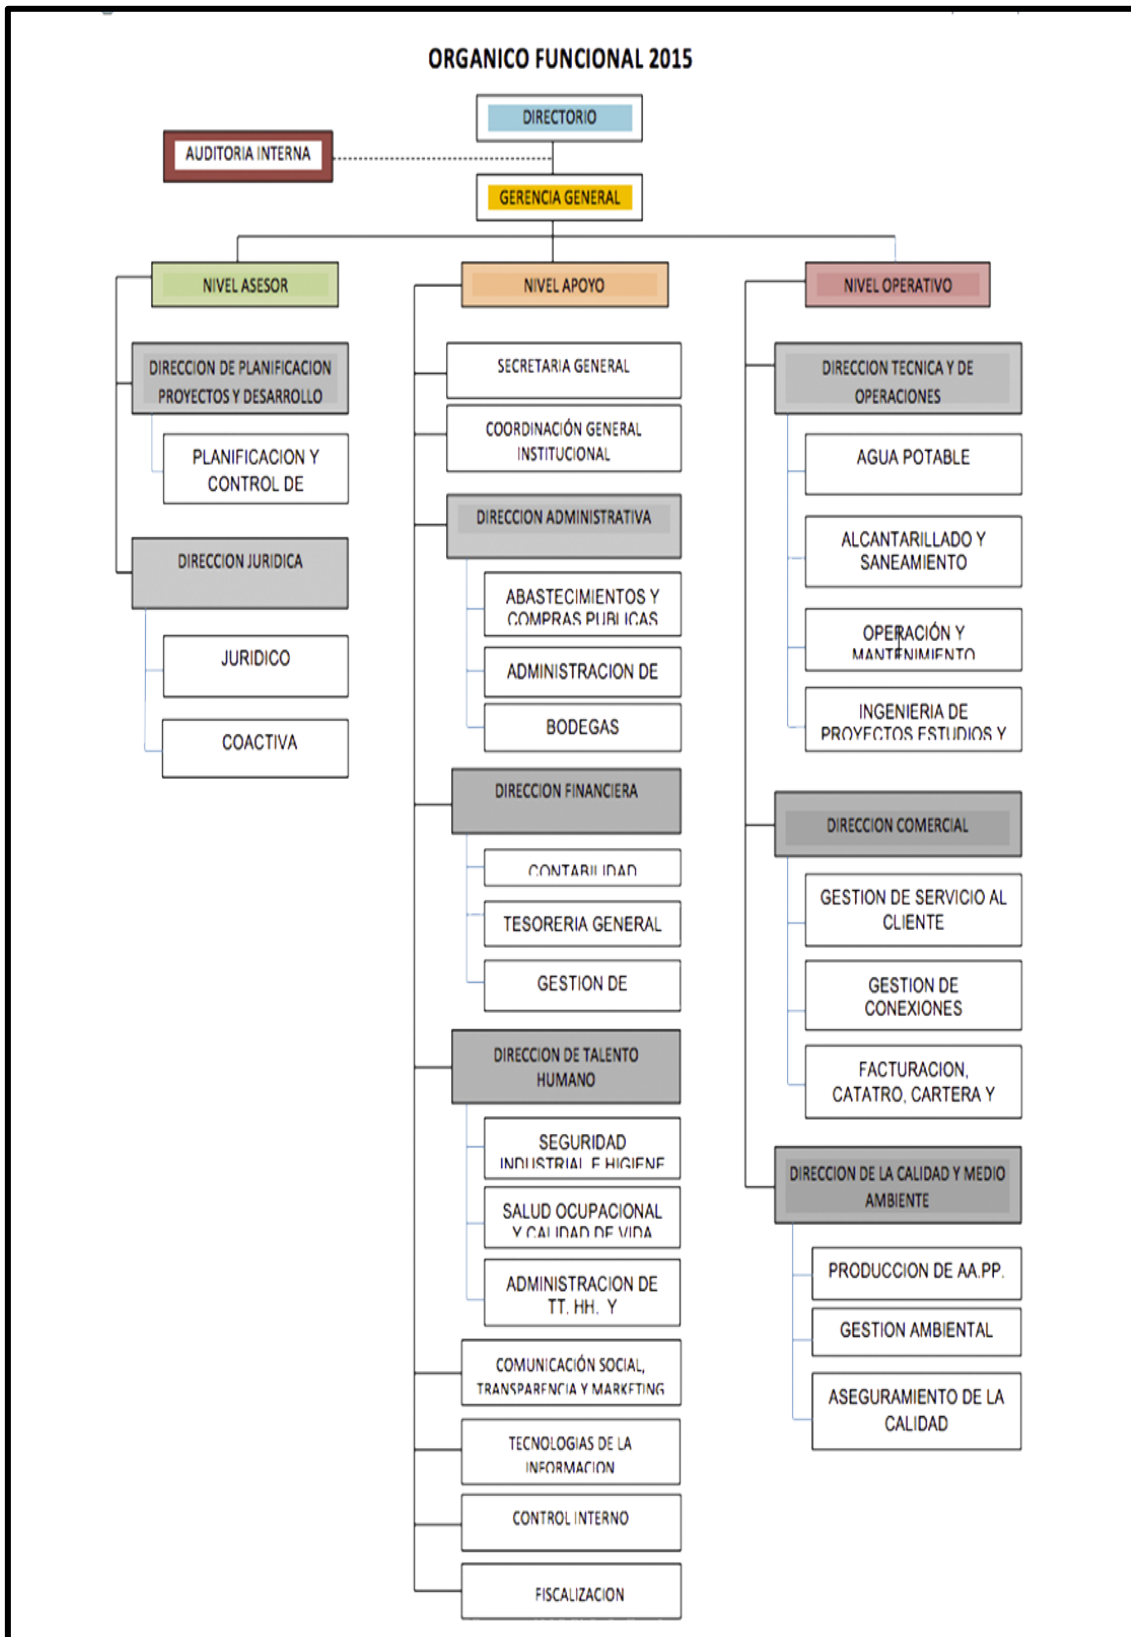 ORGANICO FUNCIONAL 2015
DIRECTORIO
AUDITORIA INTERNA
GERENCIA GENERAL
NIVEL ASESOR
DIRECCION DE PLANIFICACION
PROYECTOS Y DESARROLLO
PLANIFICACION Y
CONTROL DE
DIRECCION JURIDICA
JURIDICO
COACTIVA
NIVEL APOYO
SECRETARIA GENERAL
COORDINACIÓN GENERAL
INSTITUCIONAL
DIRECCION ADMINISTRATIVA
ABASTECIMIENTOS Y
COMPRAS PUBLICAS
ADMINISTRACION DE
BODEGAS
DIRECCION FINANCIERA
CONTABILIDAD
TESORERIA GENERAL
GESTION DE
DIRECCION DE TALENTO
HUMANO
SEGURIDAD
INDUSTRIAL E HIGIENE
SALUD OCUPACIONAL
Y CALIDAD DE VIDA
ADMINISTRACION DE
TT. HH. Y
COMUNICACIÓN SOCIAL,
TRANSPARENCIA Y MARKETING
TECNOLOGIAS DE LA
INFORMACION
CONTROL INTERNO
FISCALIZACION
NIVEL OPERATIVO
DIRECCION TECNICA Y DE
OPERACIONES
AGUA POTABLE
ALCANTARILLADO Y
SANEAMIENTO
OPERACIÓN Y
MANTENIMIENTO
INGENIERIA DE
PROYECTOS ESTUDIOS Y
DIRECCION COMERCIAL
GESTION DE SERVICIO AL
CLIENTE
GESTION DE
CONEXIONES
FACTURACION,
CATATRO, CARTERA Y
DIRECCION DE LA CALIDAD Y MEDIO
AMBIENTE
PRODUCCION DE AA.PP.
GESTION AMBIENTAL
ASEGURAMIENTO DE LA
CALIDAD